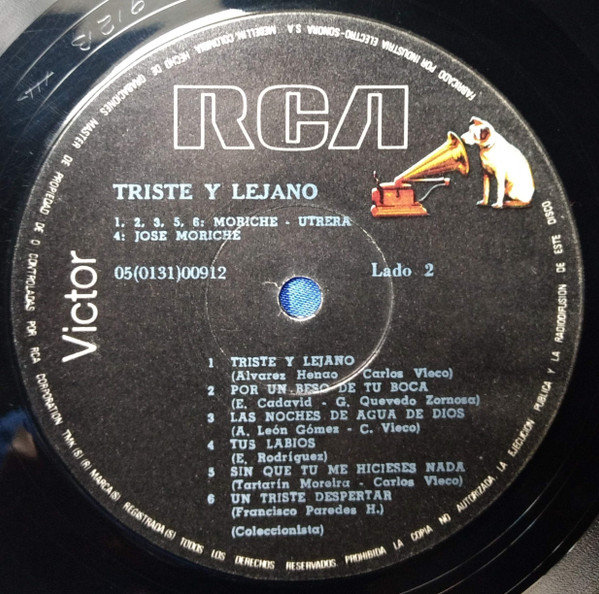 RCA
Victor
TRISTE Y LEJANO
1, 2, 3, 5, 6: MORICHE - UTRERA
4: JOSE MORICHE
05(0131)00912
Lado 2
1 TRISTE Y LEJANO
(Alvarez Henao - Carlos Vieco)
2 POR UN BESO DE TU BOCA
(E. Cadavid - G. Quevedo Zornosa)
3 LAS NOCHES DE AGUA DE DIOS
(A. León Gómez - C. Vieco)
4 TUS LABIOS
(E. Rodríguez)
5 SIN QUE TU ME HICIESES NADA
(Tartarín Moreira - Carlos Vieco)
6 UN TRISTE DESPERTAR
(Francisco Paredes H.)
(Coleccionista)
FABRICADO POR INDUSTRIA ELECTRO-SONORA S.A. MEDELLIN, COLOMBIA HECHO DE GRABACIONES MASTER DE PROPIEDAD DE O CONTROLADAS POR RCA CORPORATION TMK(S) (R) MARCA(S) REGISTRADA(S) TODOS LOS DERECHOS RESERVADOS PROHIBIDA LA COPIA NO AUTORIZADA, LA EJECUCION PUBLICA Y LA RADIODIFUSION DE ESTE DISCO